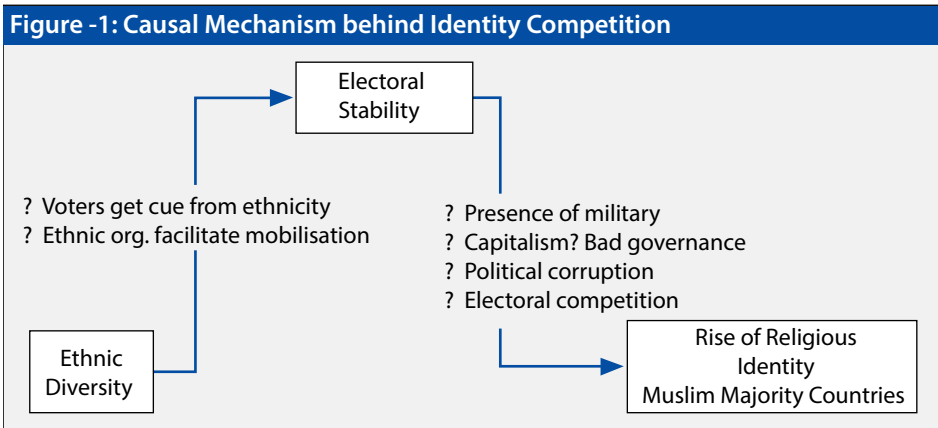 Figure -1: Causal Mechanism behind Identity Competition
Electoral
Stability
? Voters get cue from ethnicity
? Ethnic org. facilitate mobilisation
? Presence of military
? Capitalism? Bad governance
? Political corruption
? Electoral competition
Ethnic
Diversity
Rise of Religious
Identity
Muslim Majority Countries